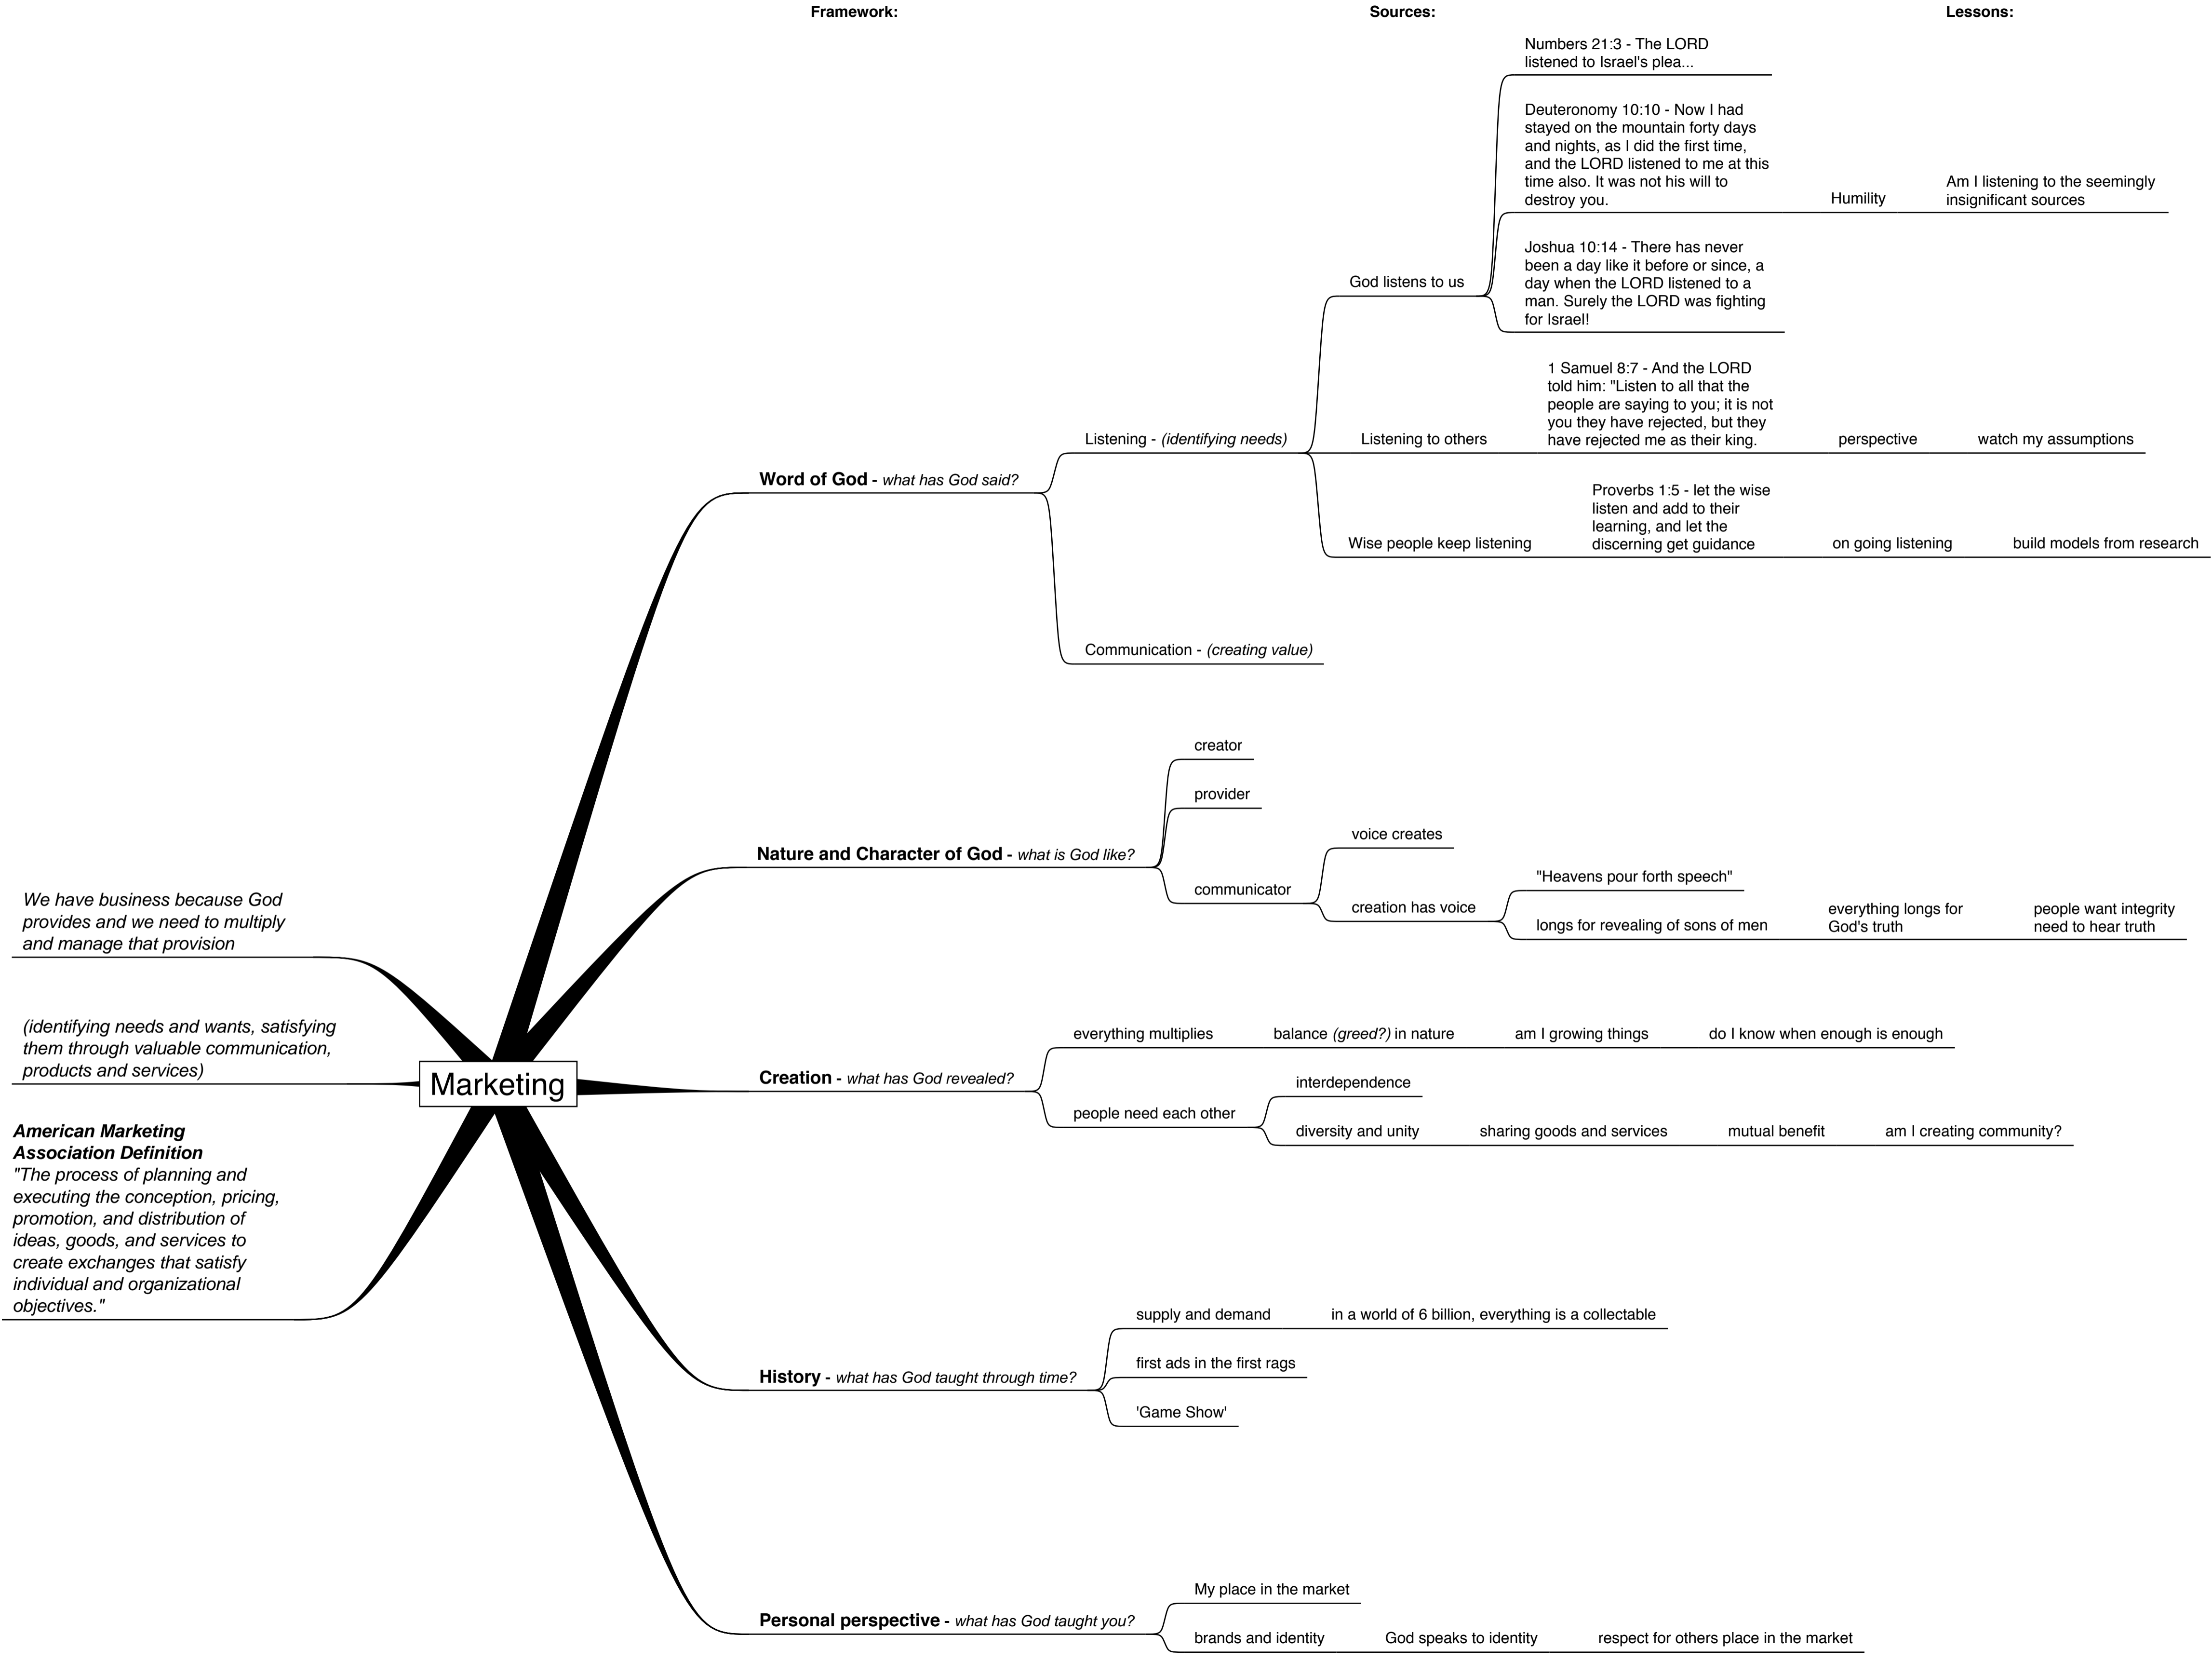 Framework:
Sources:
Lessons:
Numbers 21:3 - The LORD
listened to Israel's plea...
Deuteronomy 10:10 - Now I had
stayed on the mountain forty days
and nights, as I did the first time,
and the LORD listened to me at this
time also. It was not his will to
destroy you.
Humility
Am I listening to the seemingly
insignificant sources
Joshua 10:14 - There has never
been a day like it before or since, a
day when the LORD listened to a
man. Surely the LORD was fighting
for Israel!
God listens to us
1 Samuel 8:7 - And the LORD
told him: "Listen to all that the
people are saying to you; it is not
you they have rejected, but they
have rejected me as their king.
Listening - (identifying needs)
Listening to others
perspective
watch my assumptions
Word of God - what has God said?
Proverbs 1:5 - let the wise
listen and add to their
learning, and let the
discerning get guidance
Wise people keep listening
on going listening
build models from research
Communication - (creating value)
creator
provider
Nature and Character of God - what is God like?
communicator
voice creates
creation has voice
"Heavens pour forth speech"
longs for revealing of sons of men
everything longs for
God's truth
people want integrity
need to hear truth
We have business because God
provides and we need to multiply
and manage that provision
(identifying needs and wants, satisfying
them through valuable communication,
products and services)
Marketing
American Marketing
Association Definition
"The process of planning and
executing the conception, pricing,
promotion, and distribution of
ideas, goods, and services to
create exchanges that satisfy
individual and organizational
objectives."
Creation - what has God revealed?
everything multiplies
balance (greed?) in nature
am I growing things
do I know when enough is enough
people need each other
interdependence
diversity and unity
sharing goods and services
mutual benefit
am I creating community?
History - what has God taught through time?
supply and demand
in a world of 6 billion, everything is a collectable
first ads in the first rags
'Game Show'
Personal perspective - what has God taught you?
My place in the market
brands and identity
God speaks to identity
respect for others place in the market